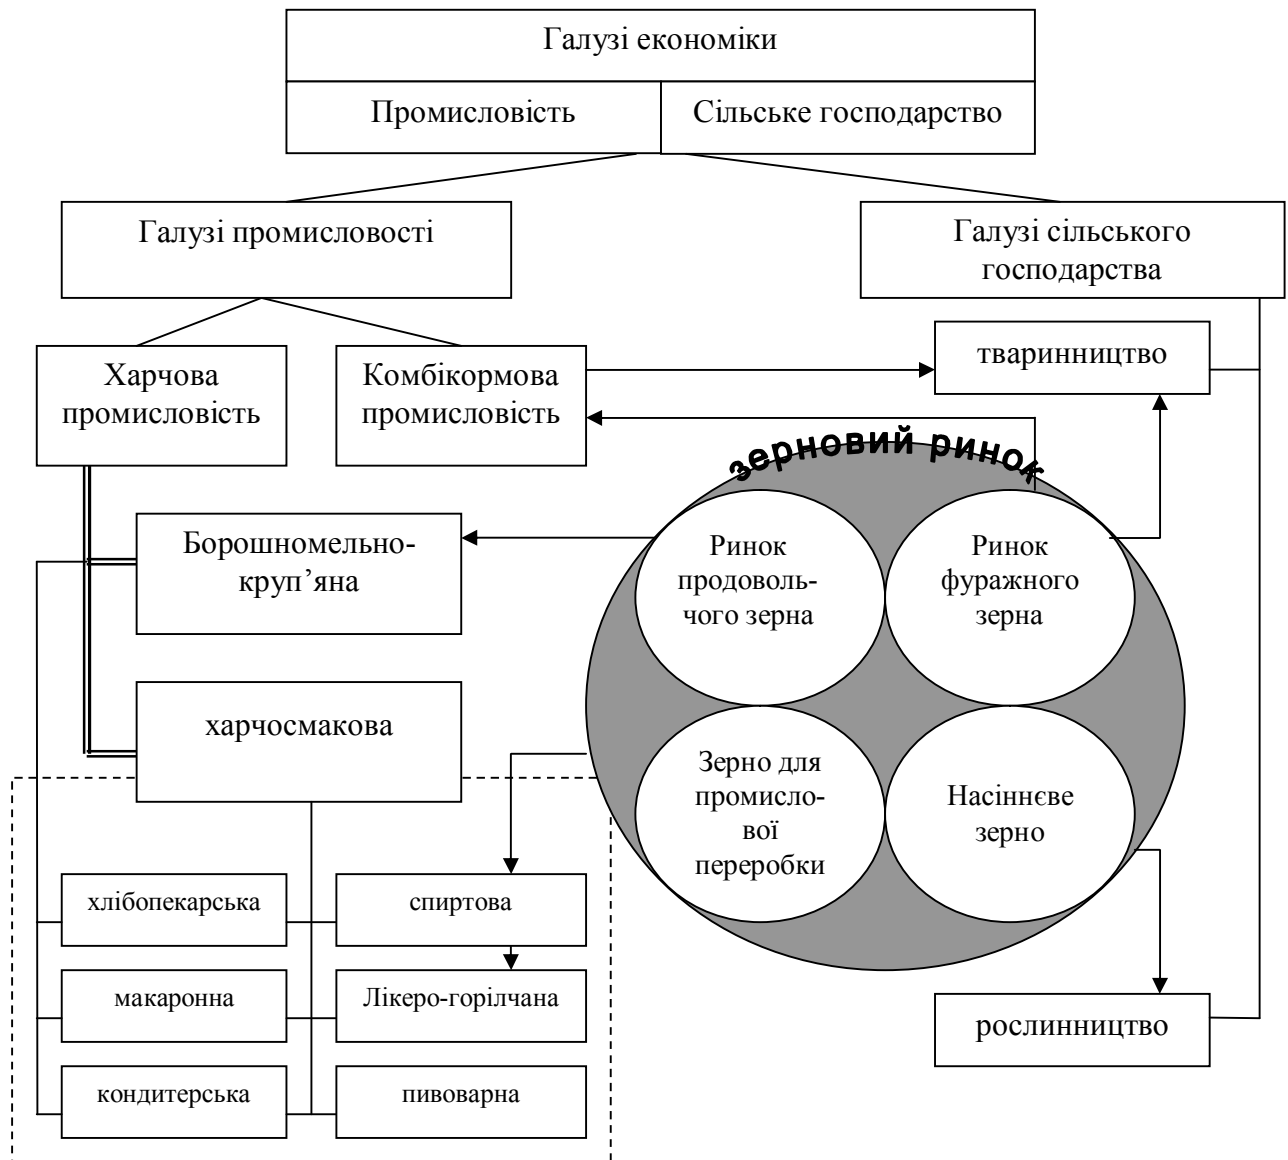 Галузі економіки
Промисловість
Сільське господарство
Галузі промисловості
Галузі сільського
господарства
Харчова
промисловість
Комбікормова
промисловість
тваринництво
зерновий ринок
Борошномельно-
круп’яна
Ринок
продоволь-
чого зерна
Ринок
фуражного
зерна
харчосмакова
Зерно для
промисло-
вої
переробки
Насіннєве
зерно
хлібопекарська
спиртова
макаронна
Лікеро-горілчана
рослинництво
кондитерська
пивоварна